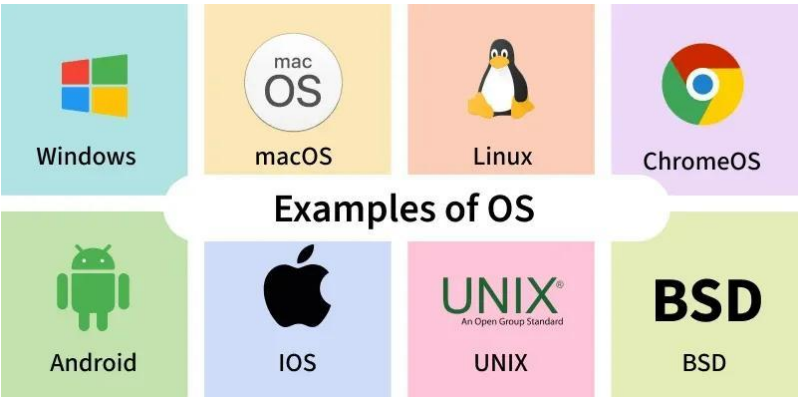 mac
OS
Windows
macOS
Linux
ChromeOS
Examples of OS
UNIX®
An Open Group Standard
BSD
Android
IOS
UNIX
BSD